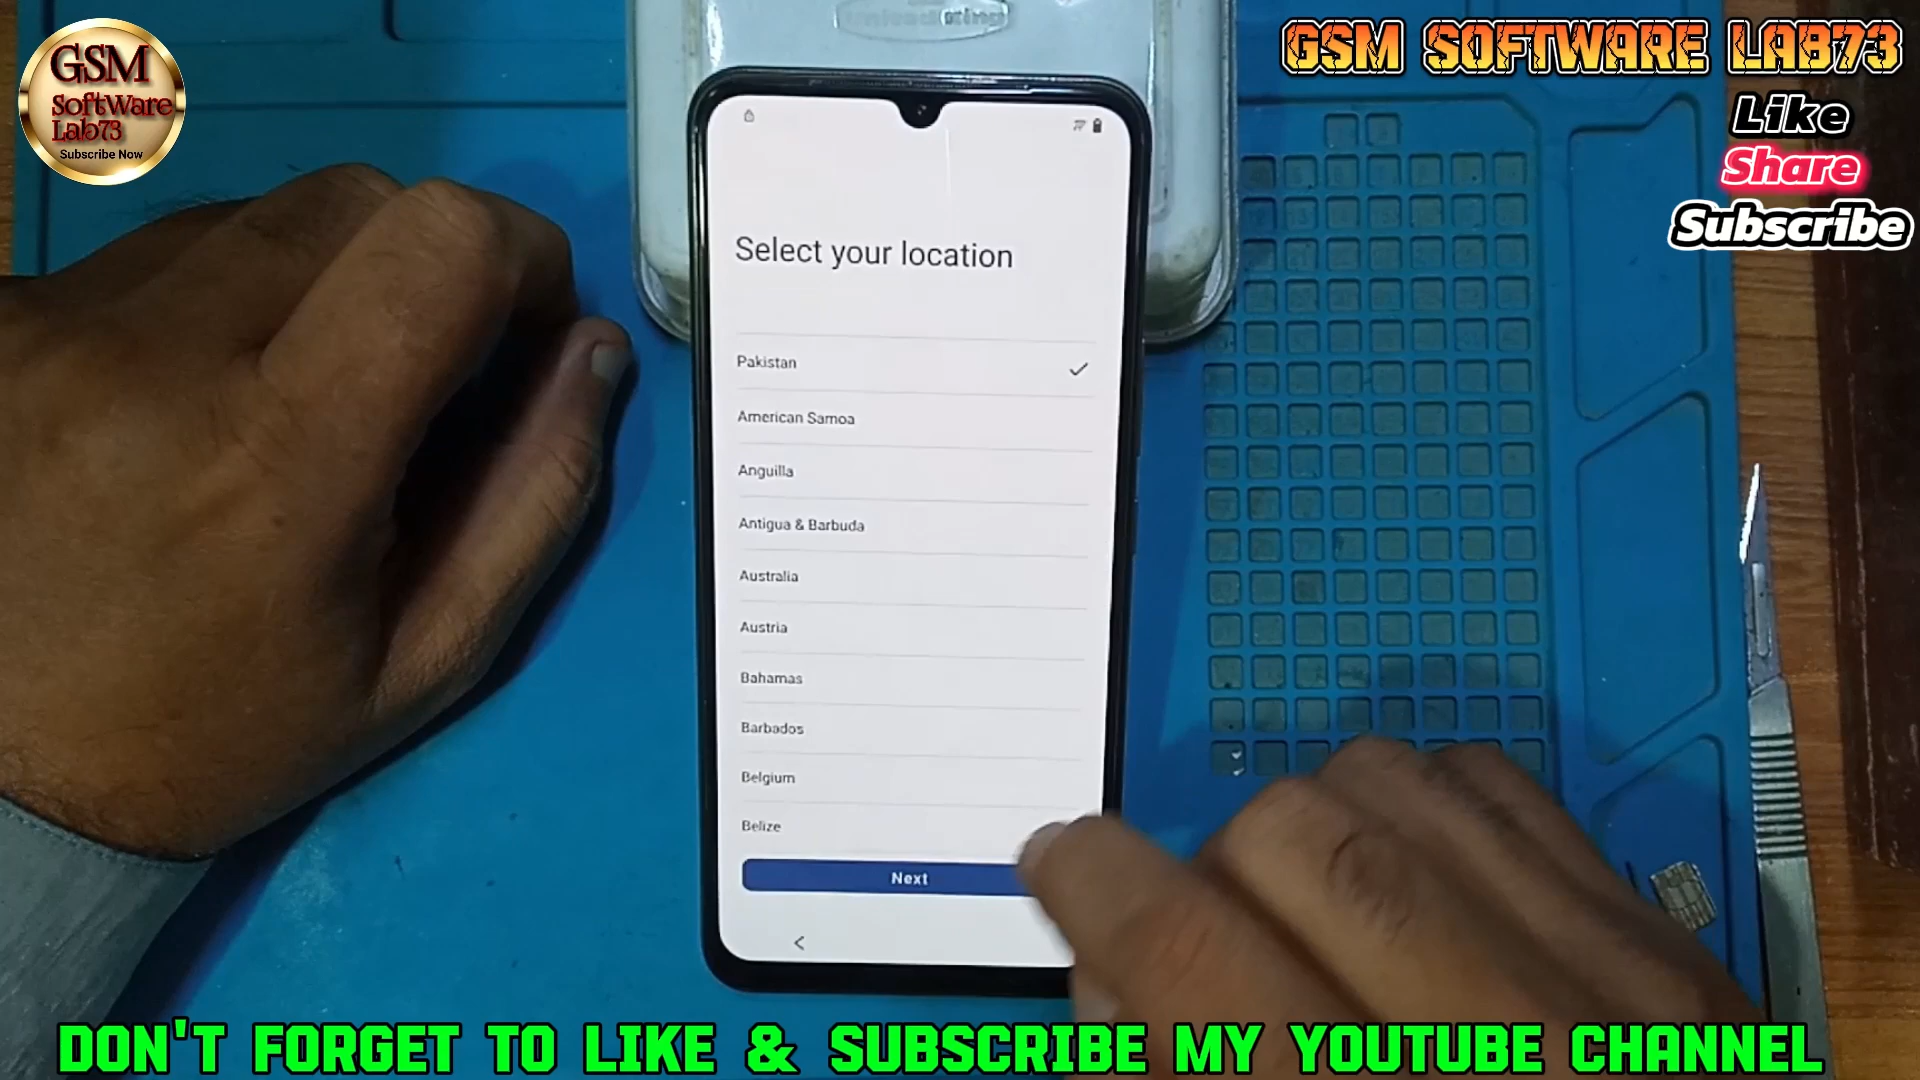 GSM
SoftWare
Lab73
Subscribe Now
GSM SOFTWARE LAB73
Like
Share
Subscribe
Select your location
Pakistan
American Samoa
Anguilla
Antigua & Barbuda
Australia
Austria
Bahamas
Barbados
Belgium
Belize
Next
DON'T FORGET TO LIKE & SUBSCRIBE MY YOUTUBE CHANNEL